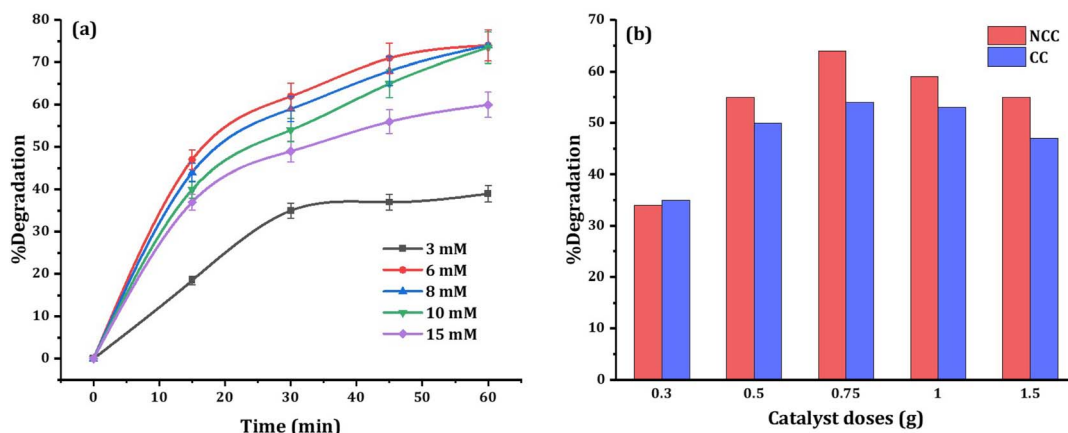 (a)
80
70
60
50
40
30
20
10
0
%Degradation
3 mM
6 mM
8 mM
10 mM
15 mM
0 10 20 30 40 50 60
Time (min)
(b)
NCC
CC
70
60
50
40
30
20
10
0
%Degradation
0.3 0.5 0.75 1 1.5
Catalyst doses (g)